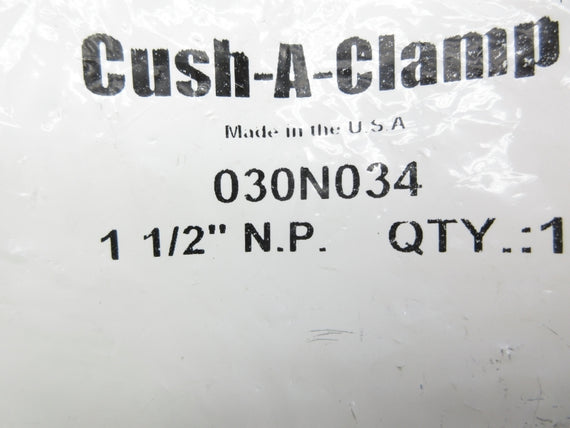 Cush-A-Clamp
Made in the U.S.A
030N034
1 1/2" N.P. QTY.:1